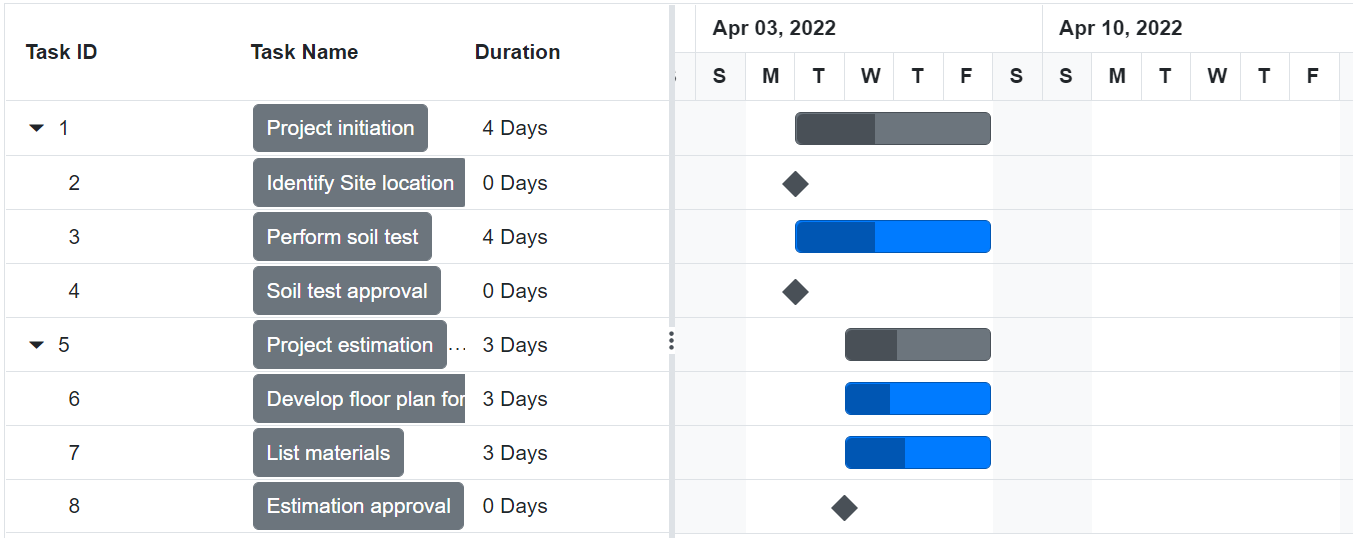 Task ID Task Name Duration Apr 03, 2022 Apr 10, 2022
S M T W T F S S M T W T F
1 Project initiation 4 Days
2 Identify Site location 0 Days
3 Perform soil test 4 Days
4 Soil test approval 0 Days
5 Project estimation ... 3 Days
6 Develop floor plan for 3 Days
7 List materials 3 Days
8 Estimation approval 0 Days